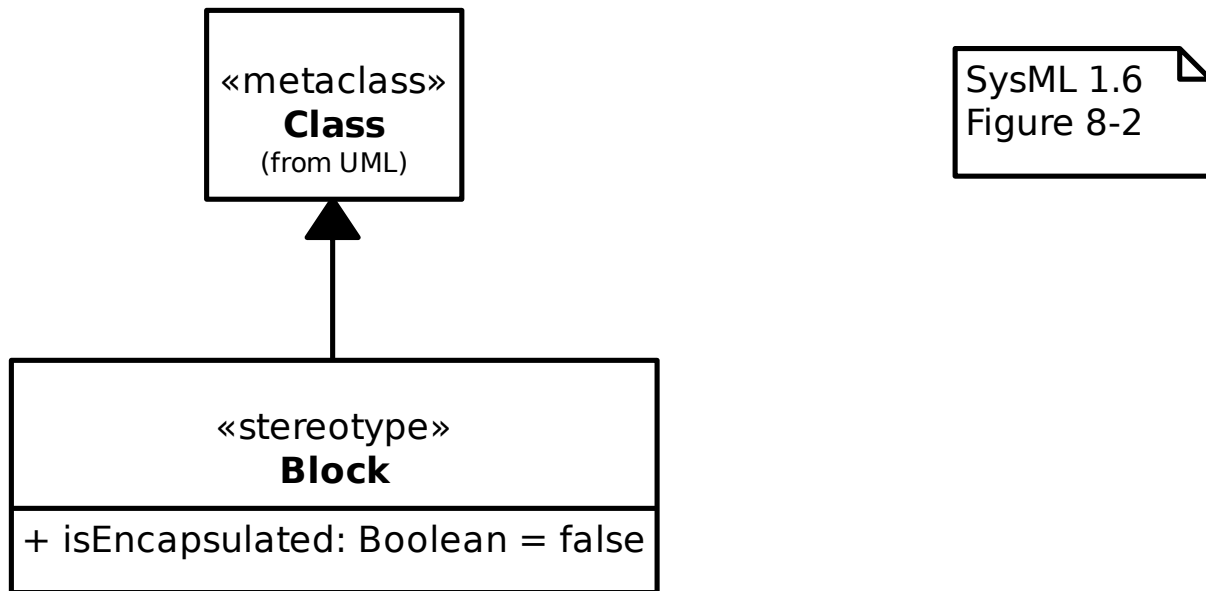 «metaclass»
Class
(from UML)
SysML 1.6
Figure 8-2
«stereotype»
Block
+ isEncapsulated: Boolean = false